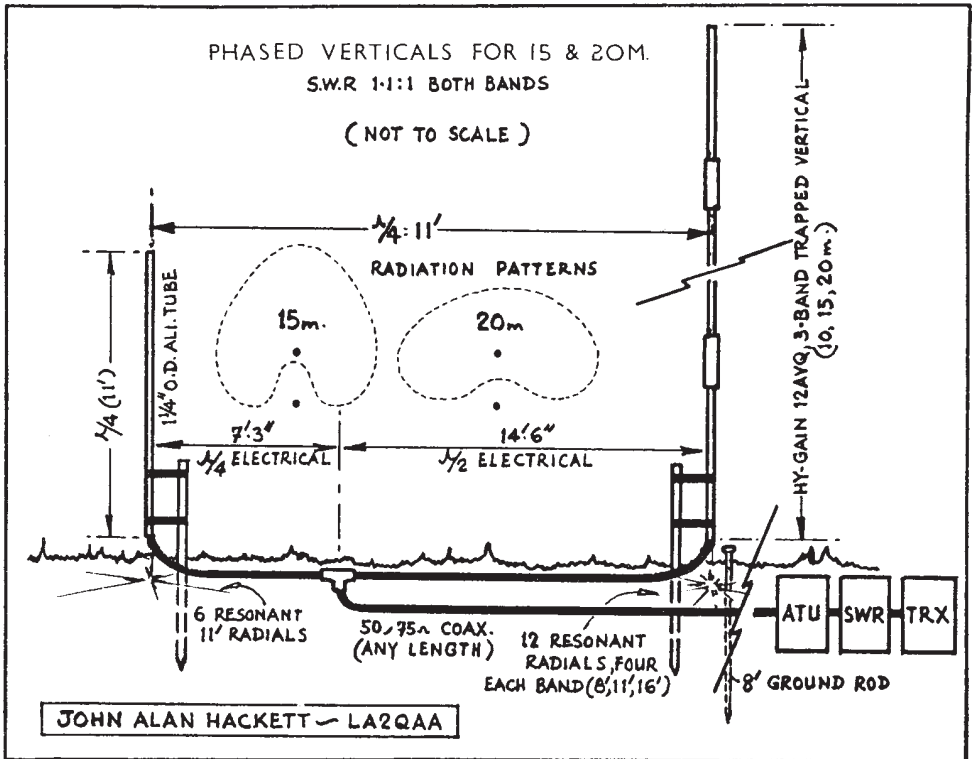 PHASED VERTICALS FOR 15 & 20M.
S.W.R 1·1:1 BOTH BANDS
(NOT TO SCALE)
λ/4:11'
RADIATION PATTERNS
15m.
20m
λ/4 (11')
1¼" O.D. ALI. TUBE
HY-GAIN 12AVQ, 3-BAND TRAPPED VERTICAL
(10, 15, 20m.)
7'.3"
λ/4 ELECTRICAL
14'.6"
λ/2 ELECTRICAL
6 RESONANT
11' RADIALS
50/75Ω COAX.
(ANY LENGTH)
12 RESONANT
RADIALS, FOUR
EACH BAND (8', 11', 16')
ATU
SWR
TRX
8' GROUND ROD
JOHN ALAN HACKETT ~ LA2QAA